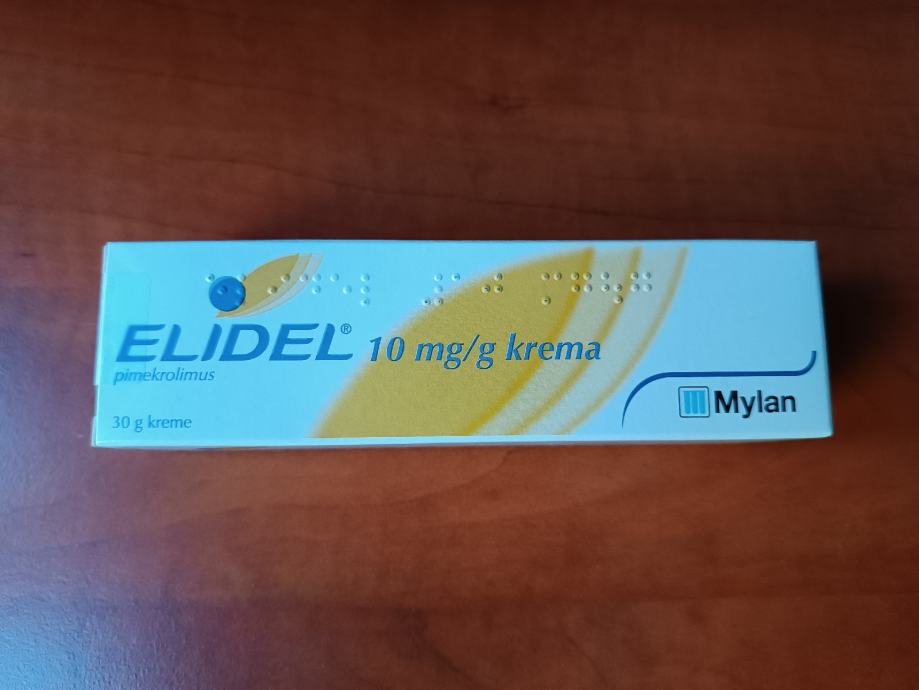 ELIDEL® 10 mg/g krema
pimekrolimus
30 g kreme
Mylan